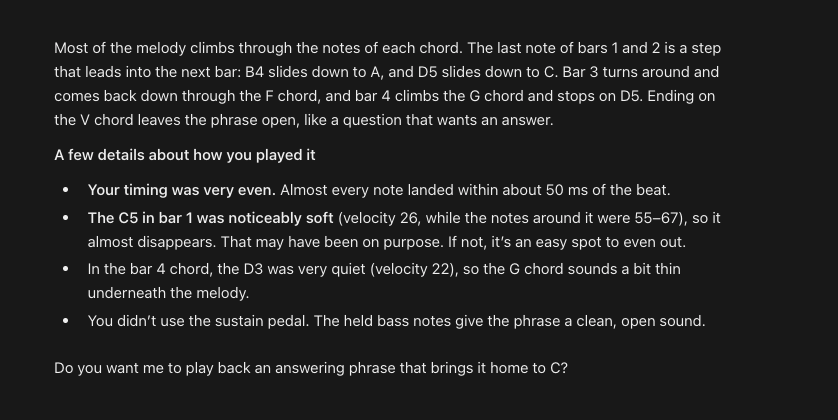 Most of the melody climbs through the notes of each chord. The last note of bars 1 and 2 is a step
that leads into the next bar: B4 slides down to A, and D5 slides down to C. Bar 3 turns around and
comes back down through the F chord, and bar 4 climbs the G chord and stops on D5. Ending on
the V chord leaves the phrase open, like a question that wants an answer.
A few details about how you played it
• Your timing was very even. Almost every note landed within about 50 ms of the beat.
• The C5 in bar 1 was noticeably soft (velocity 26, while the notes around it were 55–67), so it
almost disappears. That may have been on purpose. If not, it’s an easy spot to even out.
• In the bar 4 chord, the D3 was very quiet (velocity 22), so the G chord sounds a bit thin
underneath the melody.
• You didn’t use the sustain pedal. The held bass notes give the phrase a clean, open sound.
Do you want me to play back an answering phrase that brings it home to C?